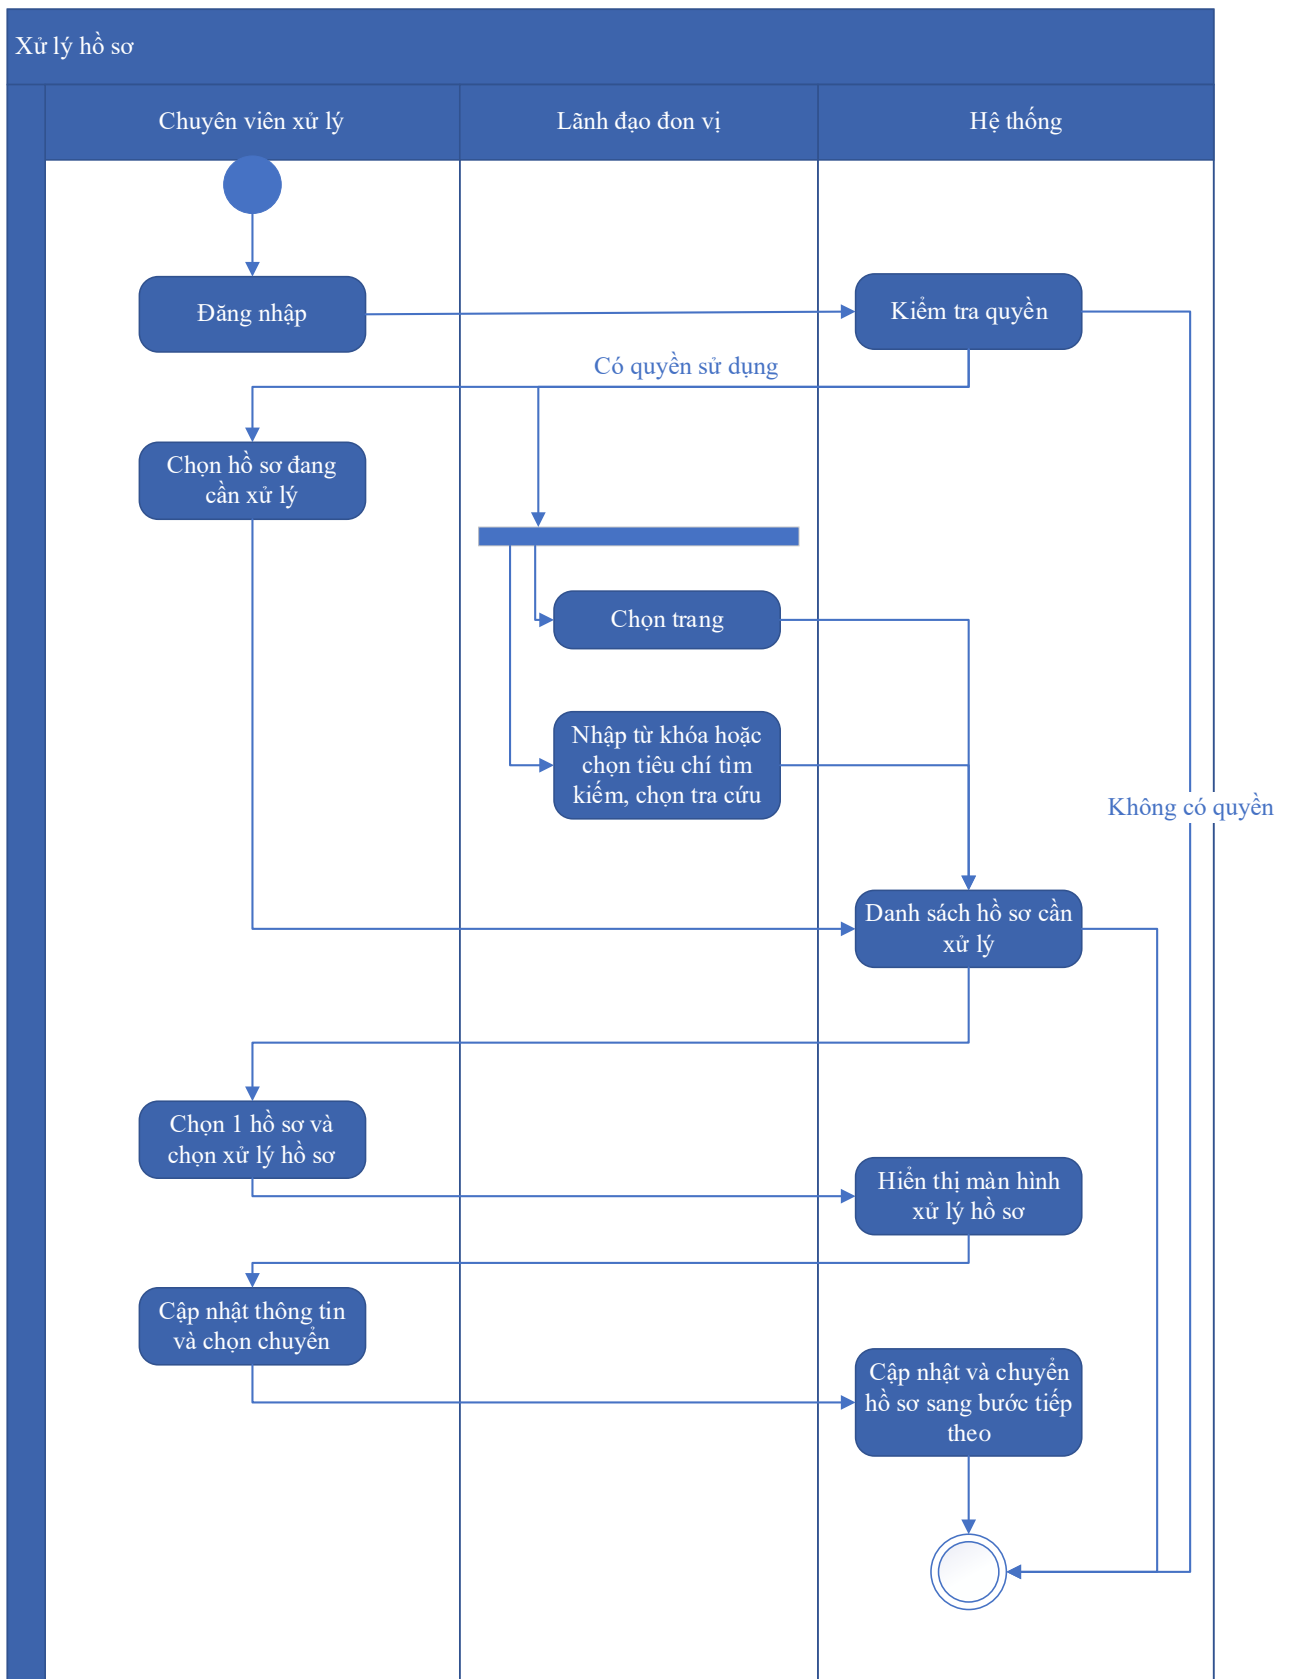 Xử lý hồ sơ
Chuyên viên xử lý
Lãnh đạo đơn vị
Hệ thống
Đăng nhập
Kiểm tra quyền
Có quyền sử dụng
Chọn hồ sơ đang
cần xử lý
Chọn trang
Nhập từ khóa hoặc
chọn tiêu chí tìm
kiếm, chọn tra cứu
Không có quyền
Danh sách hồ sơ cần
xử lý
Chọn 1 hồ sơ và
chọn xử lý hồ sơ
Hiển thị màn hình
xử lý hồ sơ
Cập nhật thông tin
và chọn chuyển
Cập nhật và chuyển
hồ sơ sang bước tiếp
theo